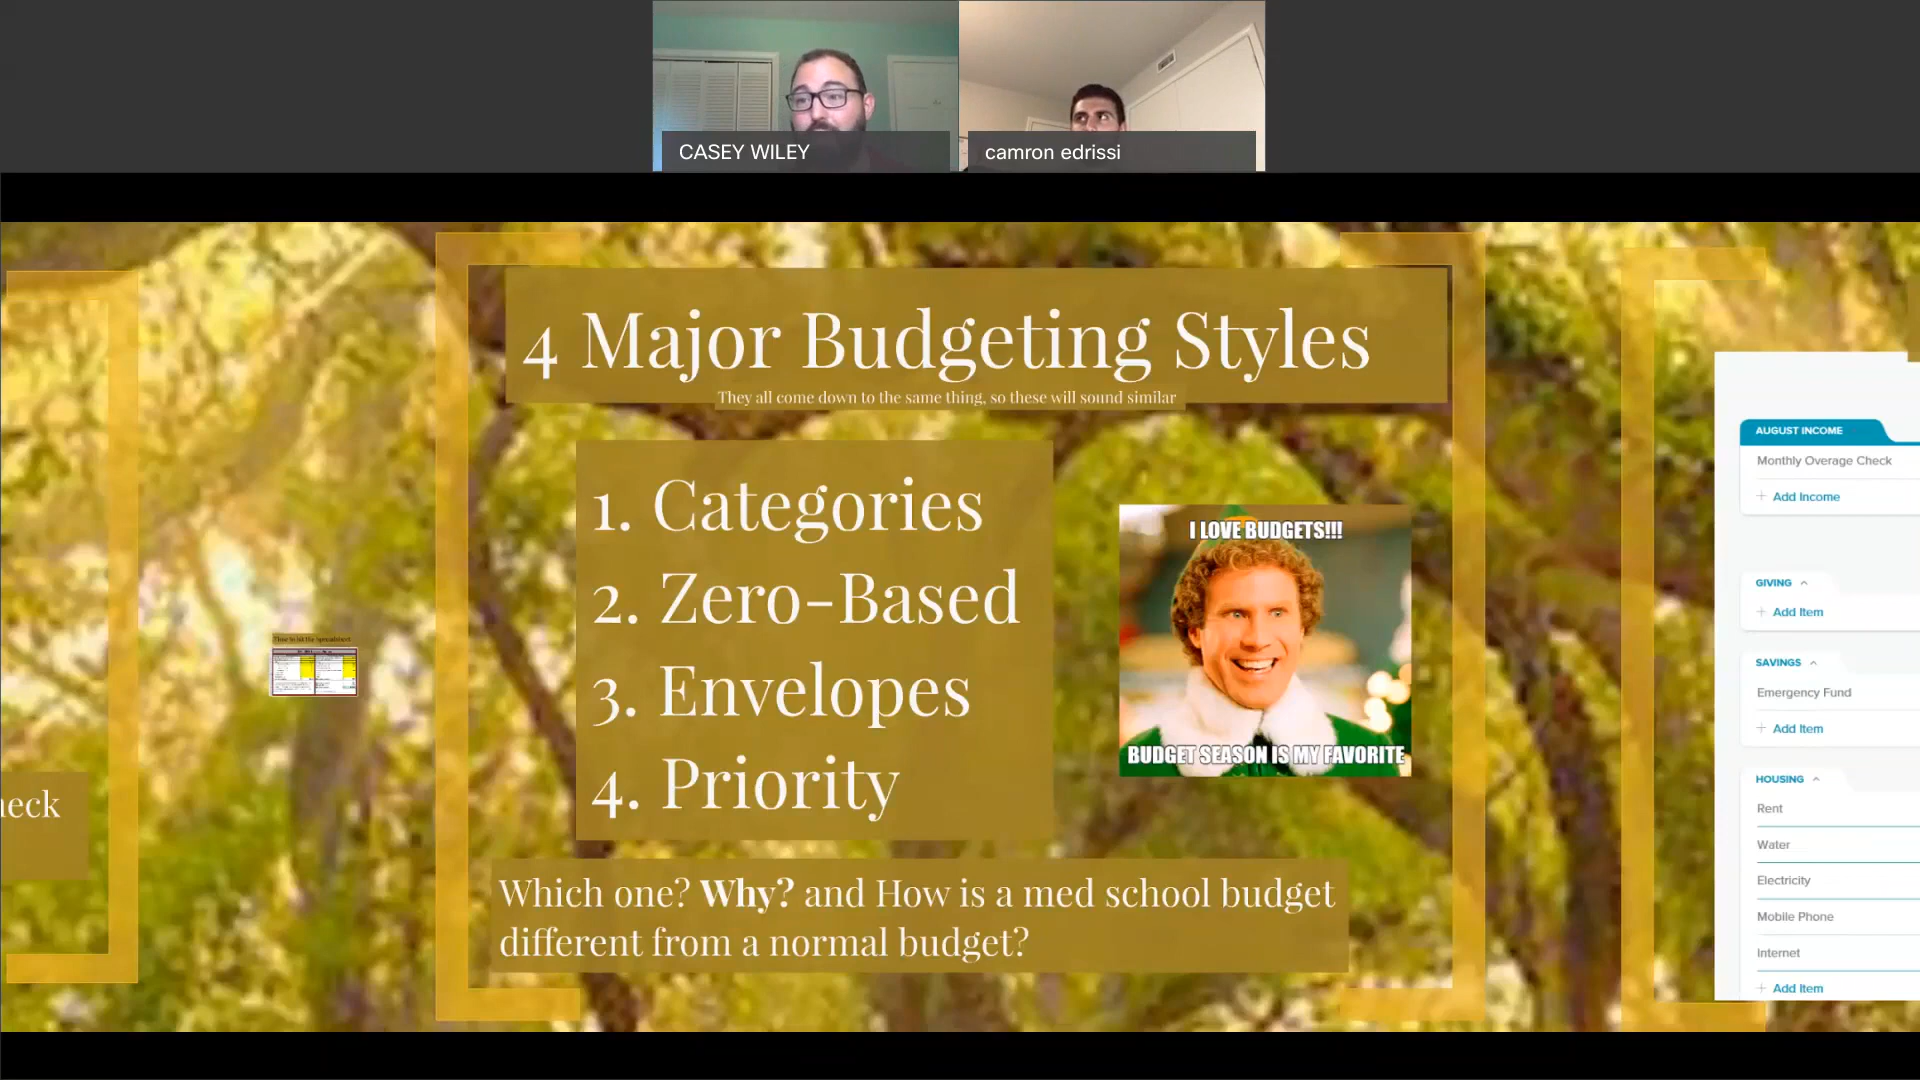 CASEY WILEY
camron edrissi
4 Major Budgeting Styles
They all come down to the same thing, so these will sound similar
1. Categories
2. Zero-Based
3. Envelopes
4. Priority
I LOVE BUDGETS!!!
BUDGET SEASON IS MY FAVORITE
Which one? Why? and How is a med school budget
different from a normal budget?
AUGUST INCOME
Monthly Overage Check
+ Add Income
GIVING
+ Add Item
SAVINGS
Emergency Fund
+ Add Item
HOUSING
Rent
Water
Electricity
Mobile Phone
Internet
+ Add Item